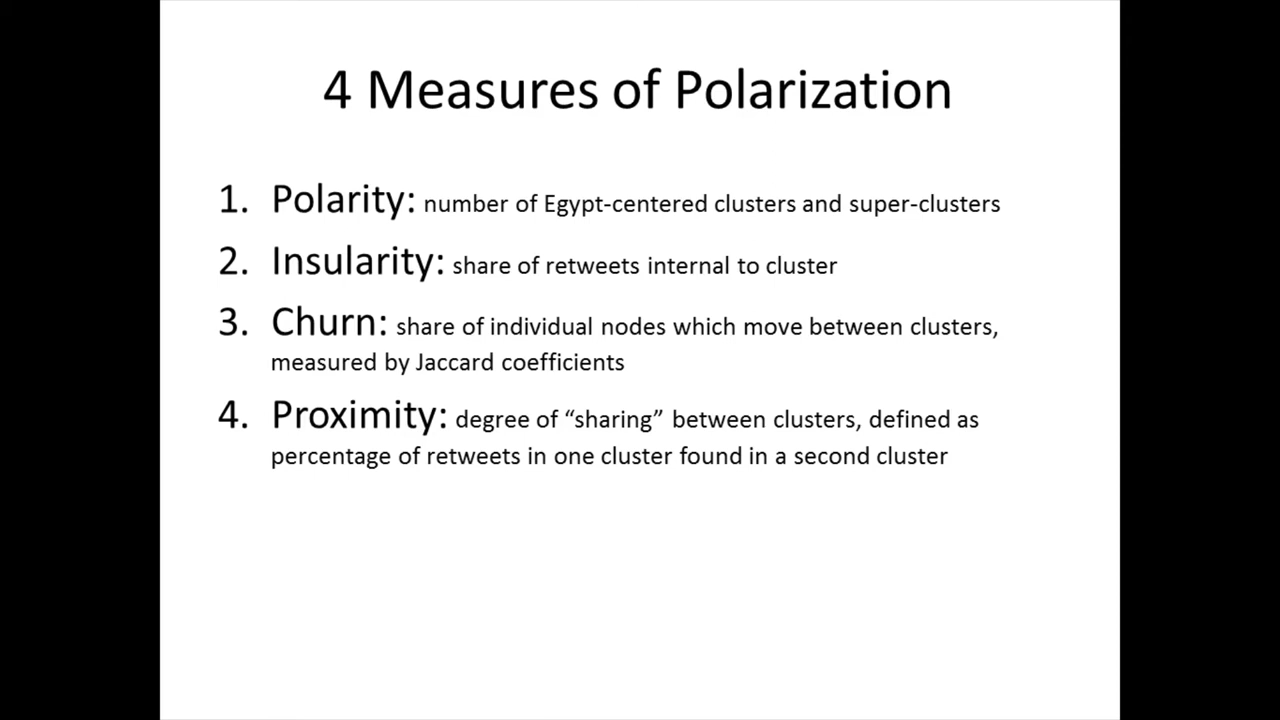 4 Measures of Polarization
1. Polarity: number of Egypt-centered clusters and super-clusters
2. Insularity: share of retweets internal to cluster
3. Churn: share of individual nodes which move between clusters,
measured by Jaccard coefficients
4. Proximity: degree of “sharing” between clusters, defined as
percentage of retweets in one cluster found in a second cluster